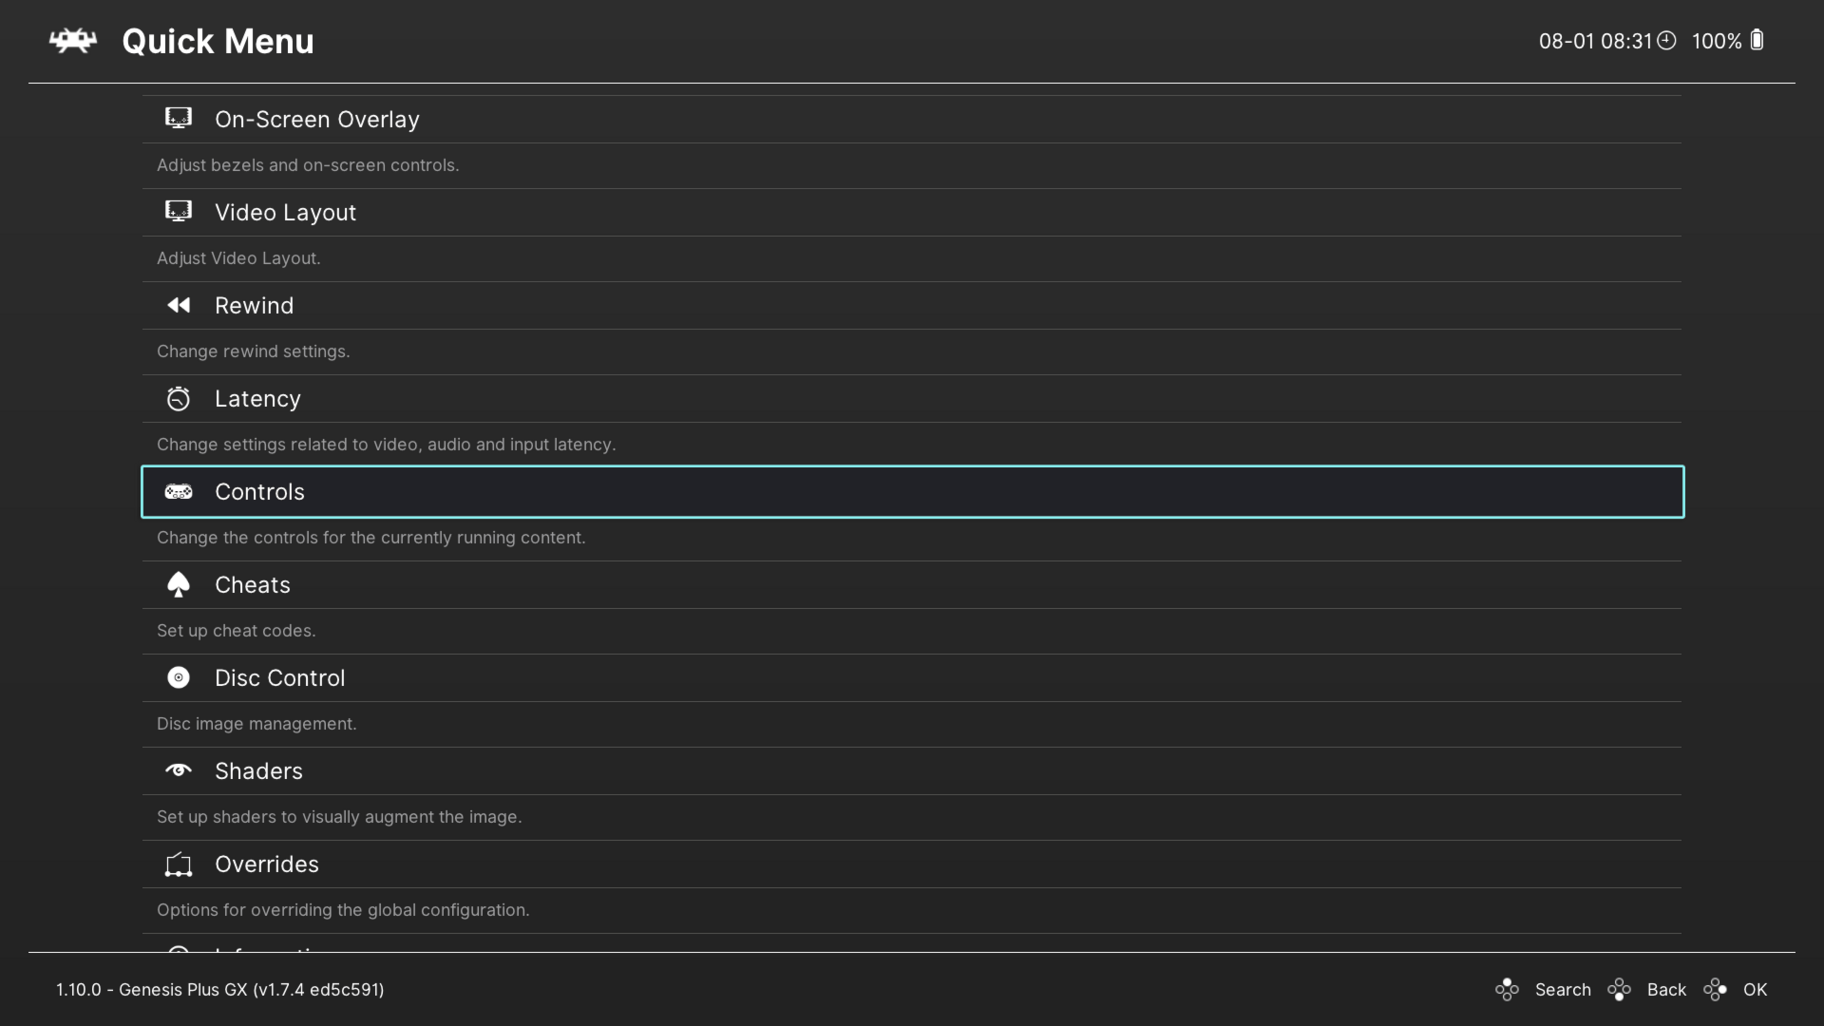 Quick Menu
08-01 08:31 100%
On-Screen Overlay
Adjust bezels and on-screen controls.
Video Layout
Adjust Video Layout.
Rewind
Change rewind settings.
Latency
Change settings related to video, audio and input latency.
Controls
Change the controls for the currently running content.
Cheats
Set up cheat codes.
Disc Control
Disc image management.
Shaders
Set up shaders to visually augment the image.
Overrides
Options for overriding the global configuration.
1.10.0 - Genesis Plus GX (v1.7.4 ed5c591)
Search Back OK